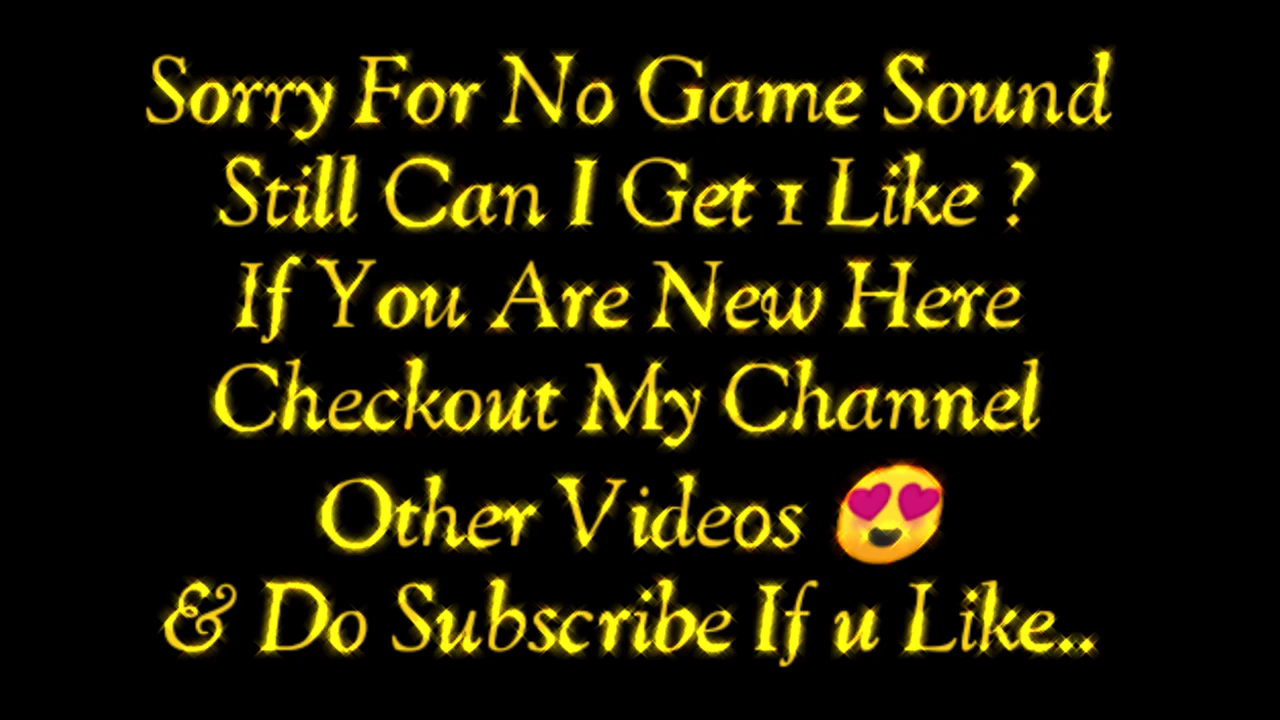 Sorry For No Game Sound
Still Can I Get 1 Like ?
If You Are New Here
Checkout My Channel
Other Videos 😍
& Do Subscribe If u Like..